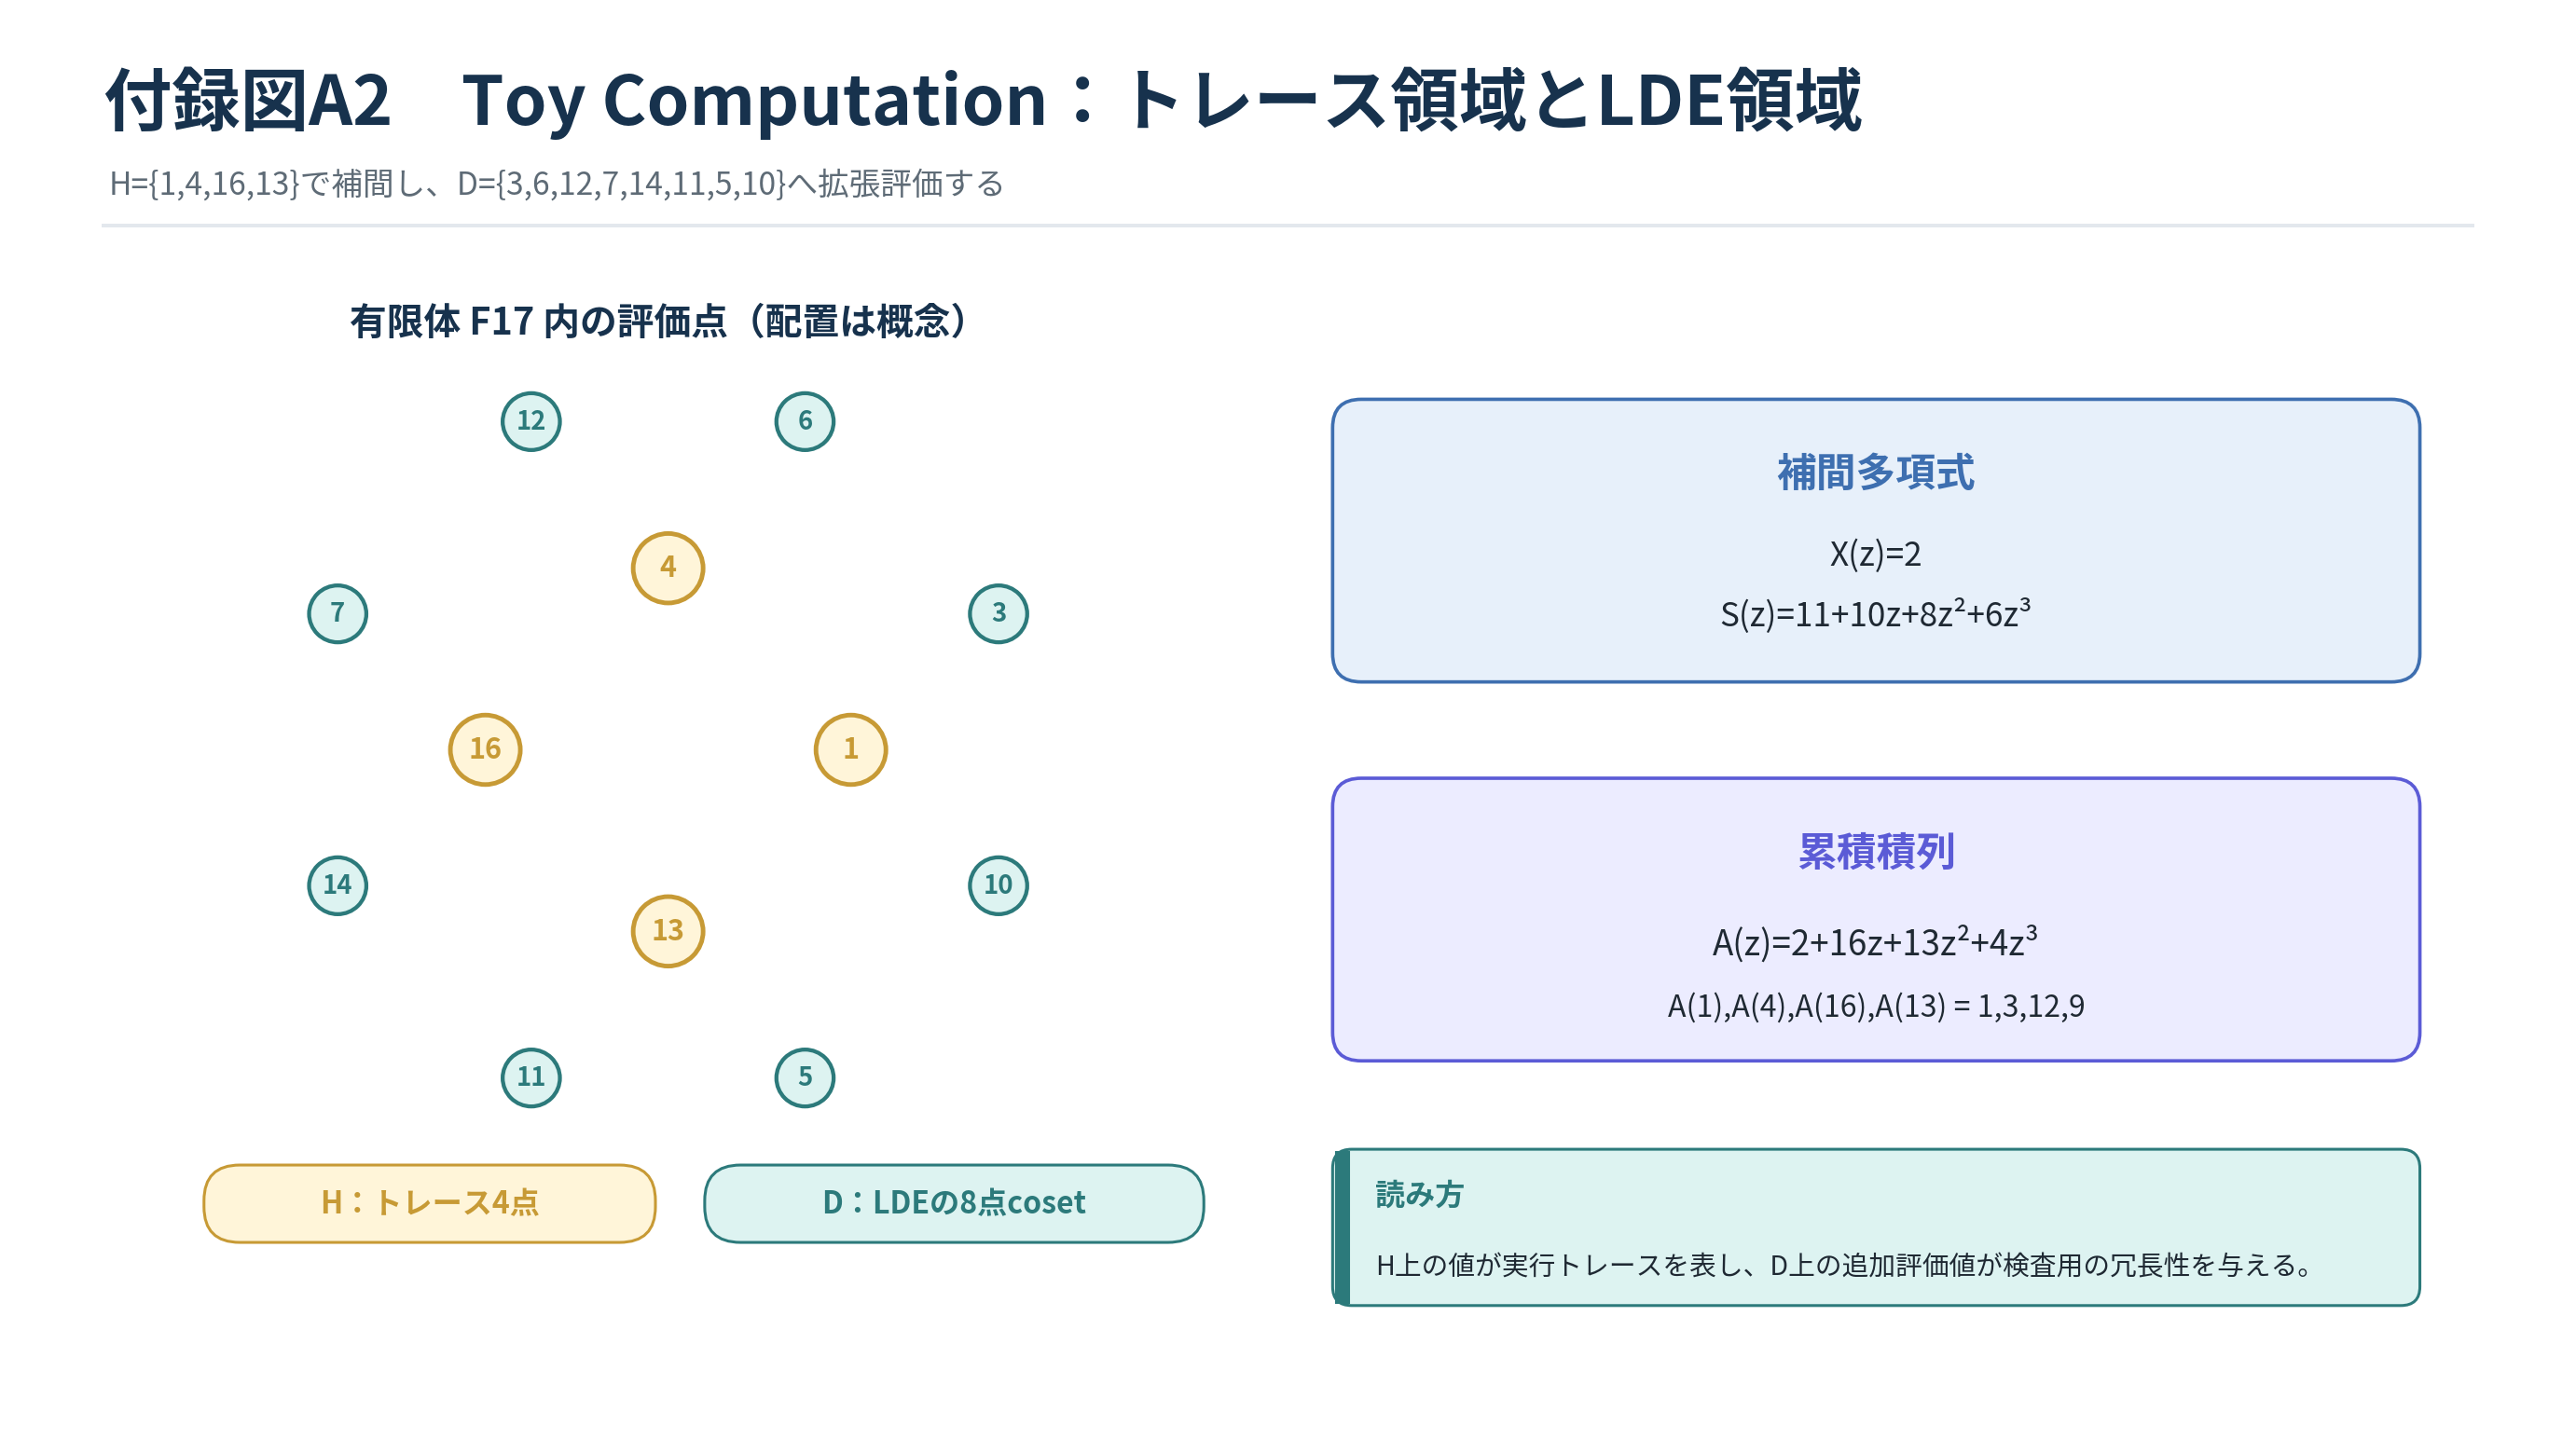 付録図A2　Toy Computation：トレース領域とLDE領域
H={1,4,16,13}で補間し、D={3,6,12,7,14,11,5,10}へ拡張評価する
有限体 F17 内の評価点（配置は概念）
12
6
4
7
3
16
1
14
10
13
11
5
H：トレース4点
D：LDEの8点coset
補間多項式
X(z)=2
S(z)=11+10z+8z²+6z³
累積積列
A(z)=2+16z+13z²+4z³
A(1),A(4),A(16),A(13) = 1,3,12,9
読み方
H上の値が実行トレースを表し、D上の追加評価値が検査用の冗長性を与える。